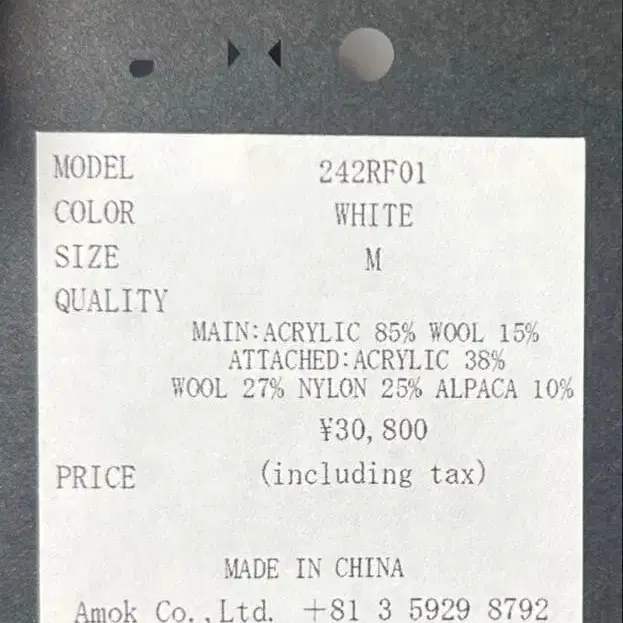 MODEL 242RF01
COLOR WHITE
SIZE M
QUALITY
MAIN:ACRYLIC 85% WOOL 15%
ATTACHED:ACRYLIC 38%
WOOL 27% NYLON 25% ALPACA 10%
¥30,800
PRICE (including tax)
MADE IN CHINA
Amok Co.,Ltd. +81 3 5929 8792